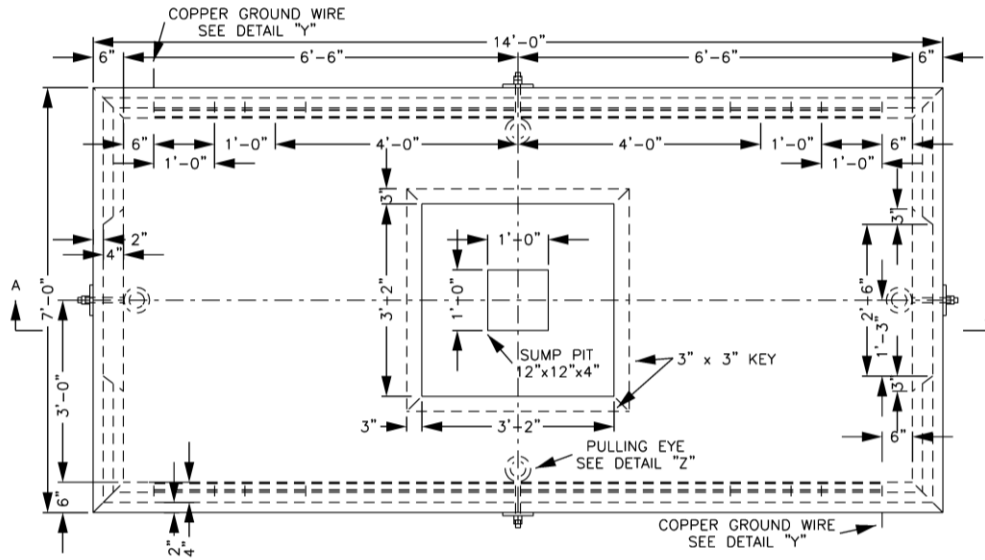 COPPER GROUND WIRE
SEE DETAIL "Y"
14'-0"
6" 6'-6" 6'-6" 6"
6" 1'-0" 4'-0" 4'-0" 1'-0" 6"
1'-0" 1'-0"
3" 3"
2" 1'-0"
4"
A 7'-0" 3'-2" 1'-0" 2'-6" 1'-3"
SUMP PIT
12"x12"x4"
3" x 3" KEY
3'-0" 3"
3" 3'-2" 6"
PULLING EYE
SEE DETAIL "Z"
6" 2" 4"
COPPER GROUND WIRE
SEE DETAIL "Y"